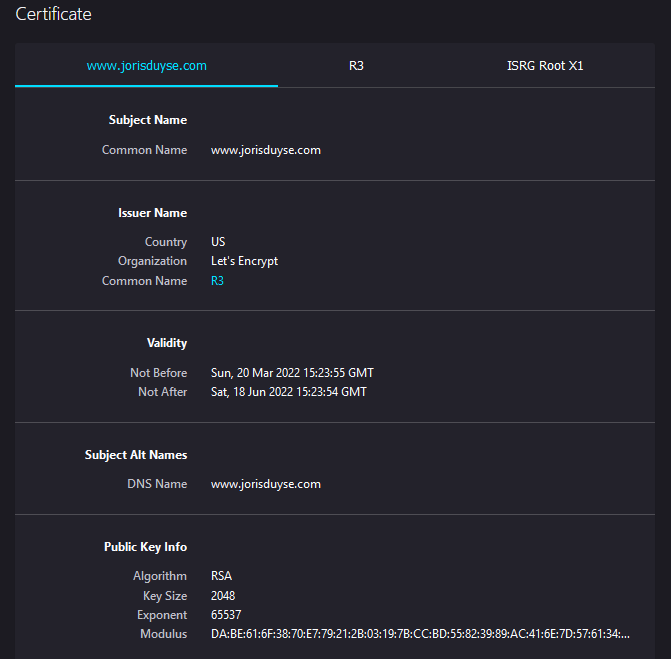 Certificate
www.jorisduyse.com R3 ISRG Root X1
Subject Name
Common Name www.jorisduyse.com
Issuer Name
Country US
Organization Let's Encrypt
Common Name R3
Validity
Not Before Sun, 20 Mar 2022 15:23:55 GMT
Not After Sat, 18 Jun 2022 15:23:54 GMT
Subject Alt Names
DNS Name www.jorisduyse.com
Public Key Info
Algorithm RSA
Key Size 2048
Exponent 65537
Modulus DA:BE:61:6F:38:70:E7:79:21:2B:03:19:7B:CC:BD:55:82:39:89:AC:41:6E:7D:57:61:34:...